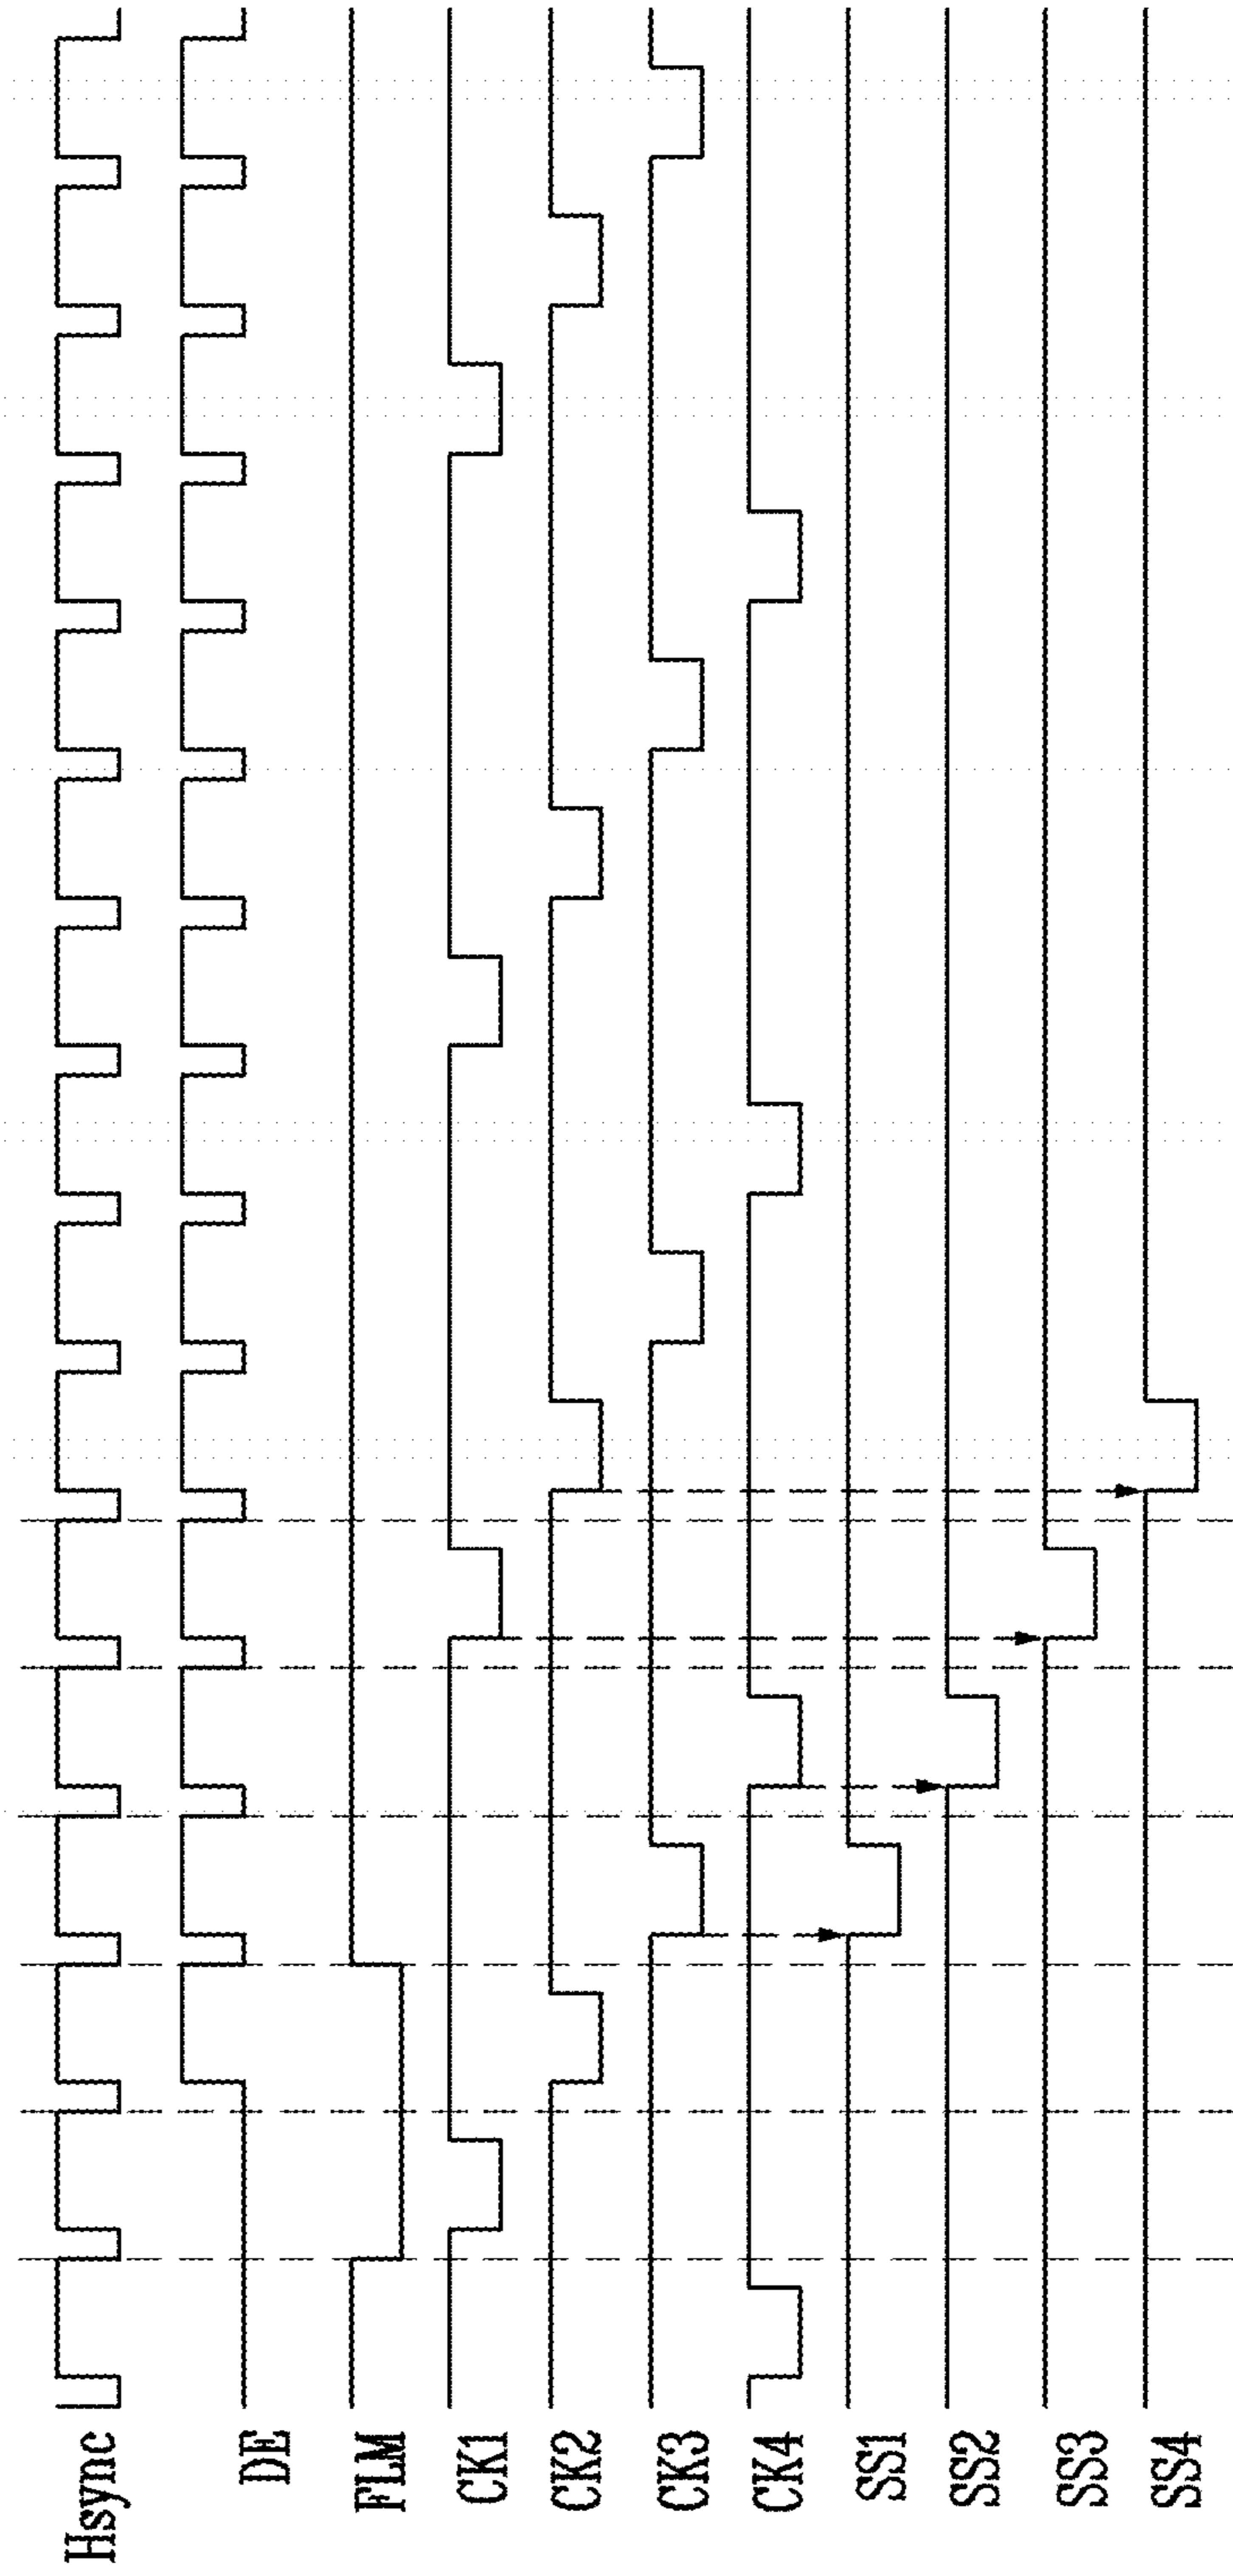 Hsync
DE
FLM
CK1
CK2
CK3
CK4
SS1
SS2
SS3
SS4